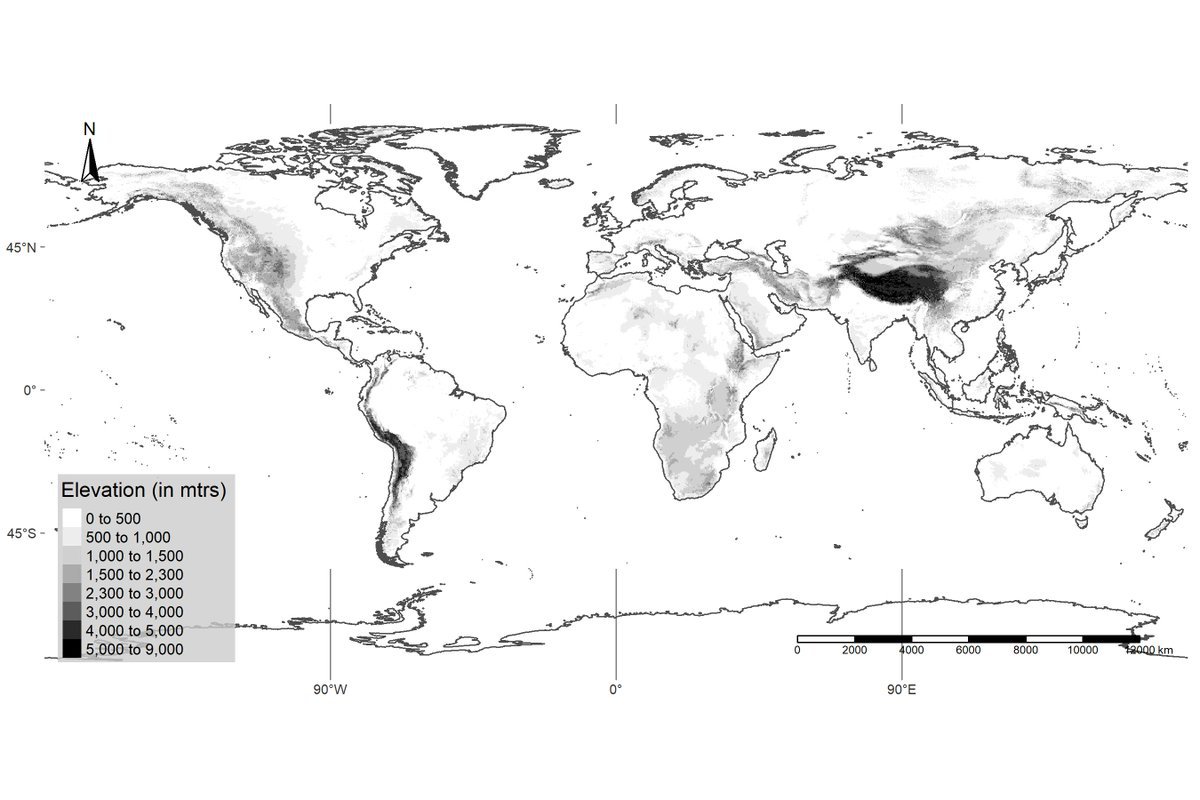 N
45°N
0°
45°S
Elevation (in mtrs)
0 to 500
500 to 1,000
1,000 to 1,500
1,500 to 2,300
2,300 to 3,000
3,000 to 4,000
4,000 to 5,000
5,000 to 9,000
0 2000 4000 6000 8000 10000 12000 km
90°W 0° 90°E